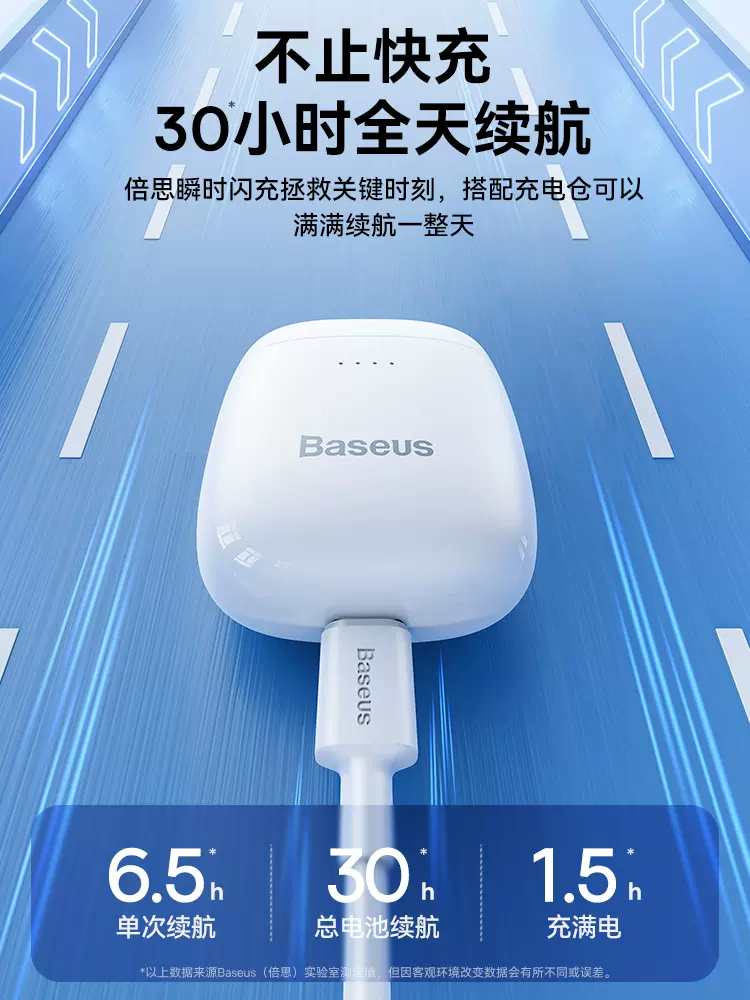 不止快充
30*小时全天续航
倍思瞬时闪充拯救关键时刻，搭配充电仓可以
满满续航一整天
Baseus
Baseus
6.5*h
30*h
1.5*h
单次续航
总电池续航
充满电
*以上数据来源Baseus（倍思）实验室测定值，但因客观环境改变数据会有所不同或误差。